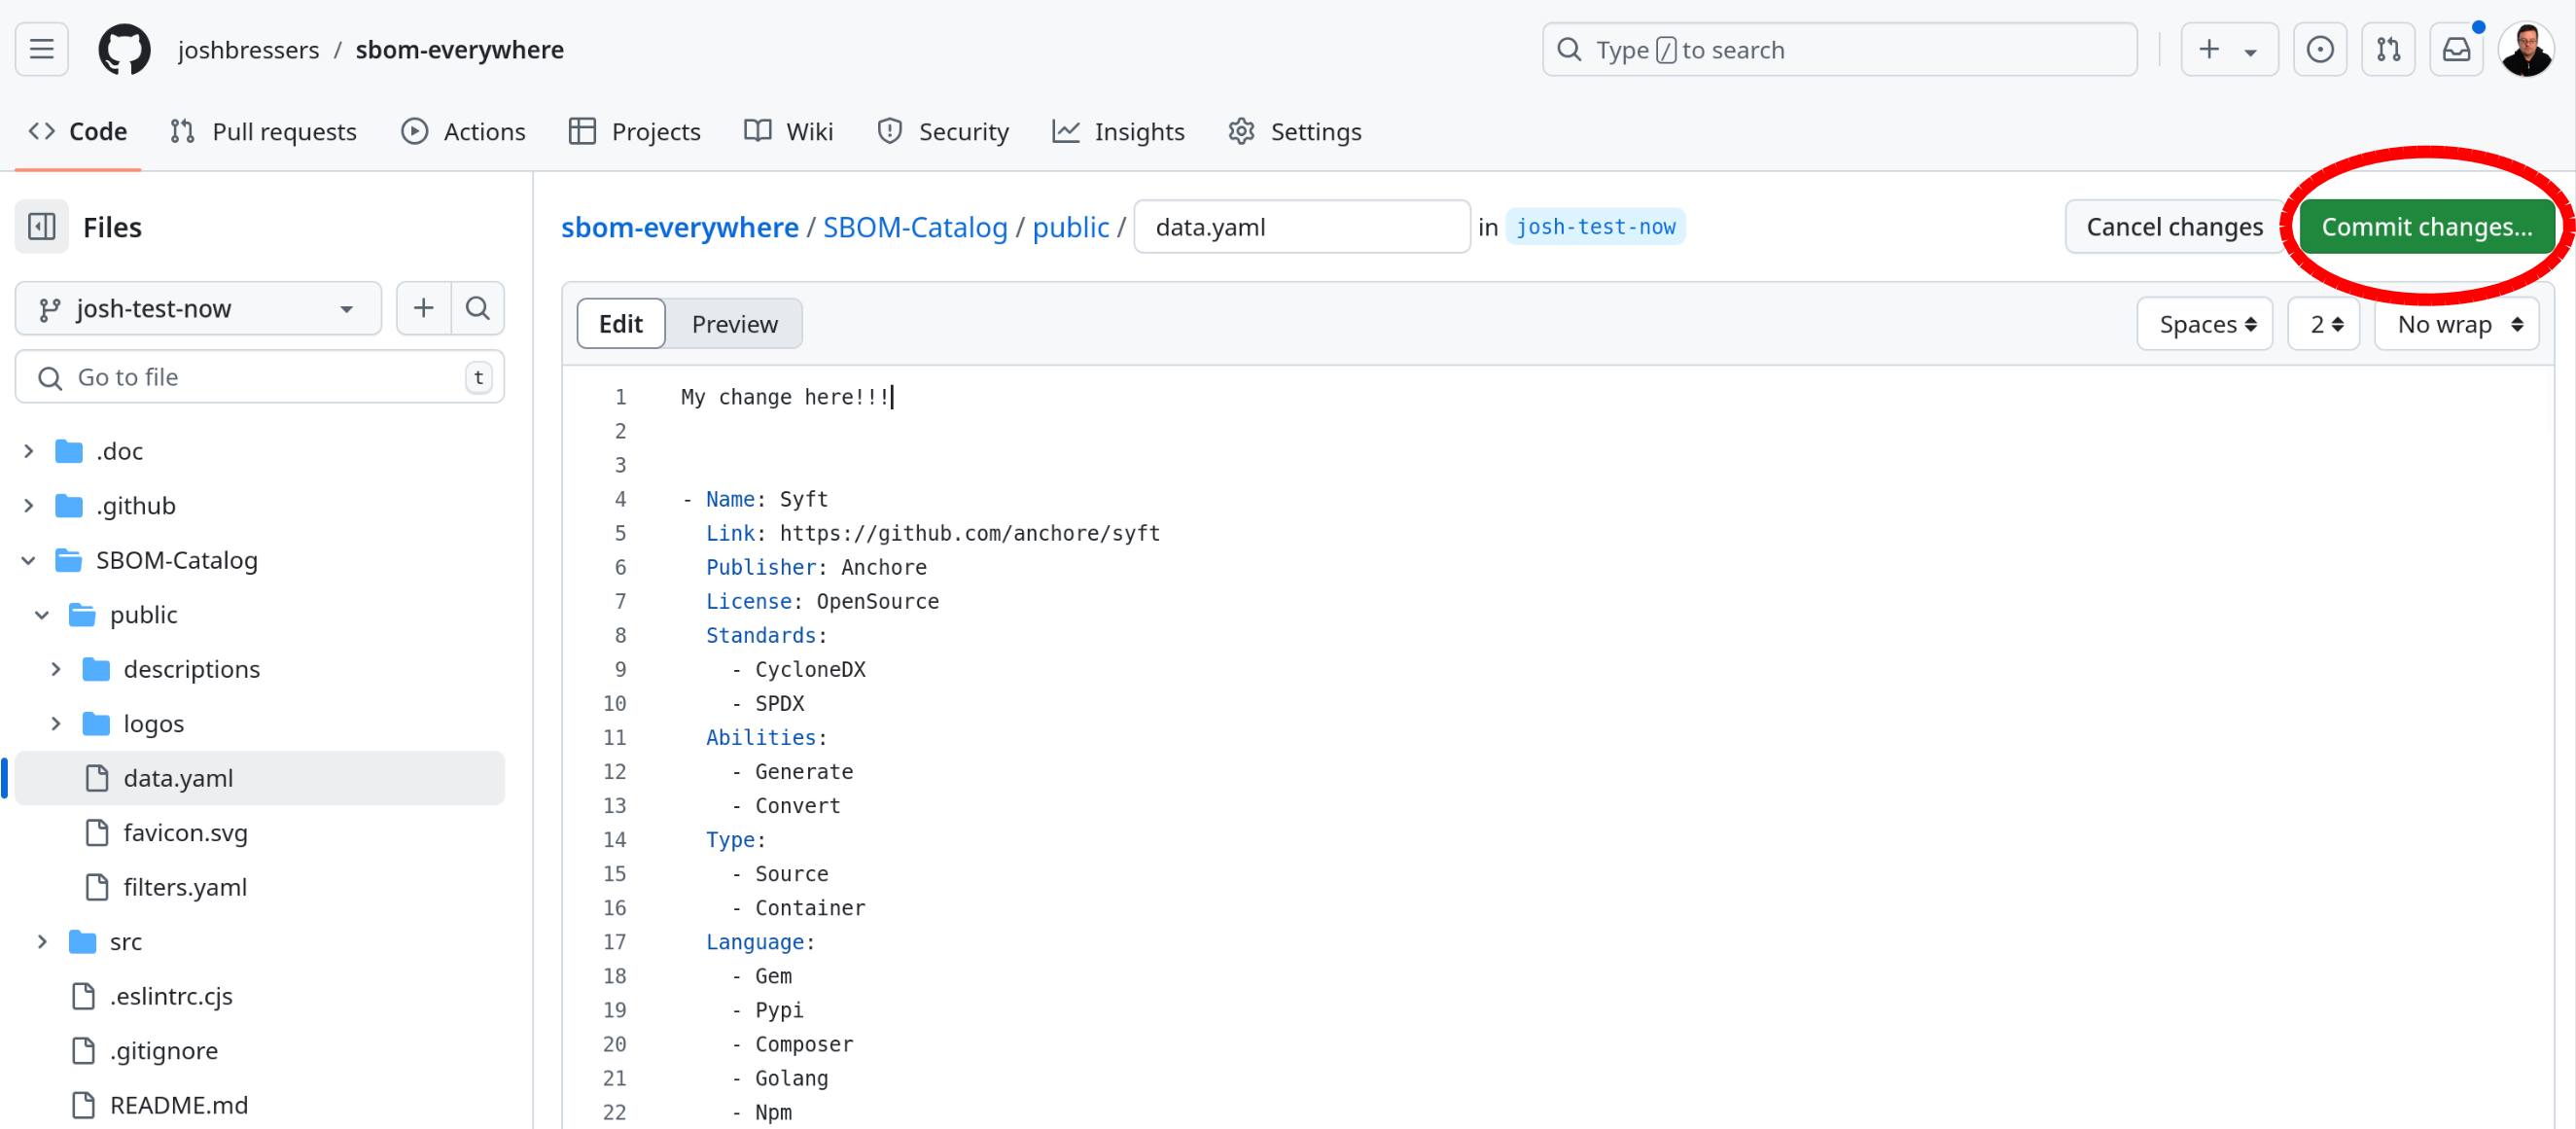 joshbressers / sbom-everywhere
Type / to search
Code Pull requests Actions Projects Wiki Security Insights Settings
Files
sbom-everywhere / SBOM-Catalog / public / data.yaml in josh-test-now
Cancel changes Commit changes...
josh-test-now
Edit Preview
Spaces 2 No wrap
Go to file t
.doc
.github
SBOM-Catalog
public
descriptions
logos
data.yaml
favicon.svg
filters.yaml
src
.eslintrc.cjs
.gitignore
README.md
1 My change here!!!
2
3
4 - Name: Syft
5 Link: https://github.com/anchore/syft
6 Publisher: Anchore
7 License: OpenSource
8 Standards:
9 - CycloneDX
10 - SPDX
11 Abilities:
12 - Generate
13 - Convert
14 Type:
15 - Source
16 - Container
17 Language:
18 - Gem
19 - Pypi
20 - Composer
21 - Golang
22 - Npm